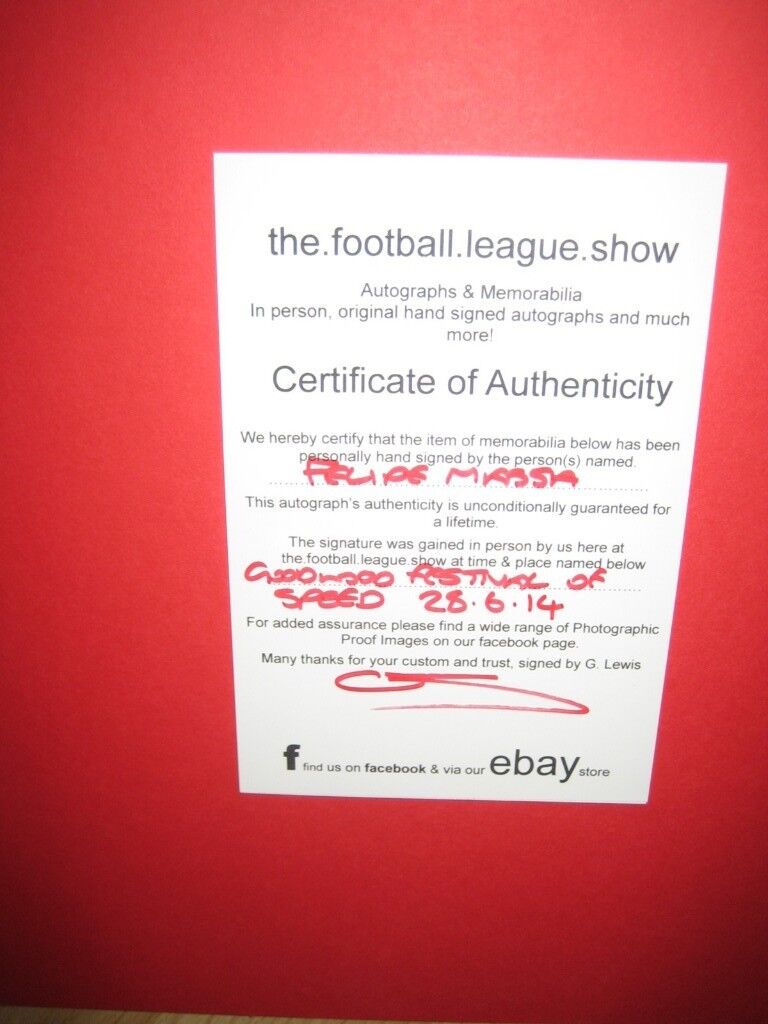 the.football.league.show
Autographs & Memorabilia
In person, original hand signed autographs and much
more!
Certificate of Authenticity
We hereby certify that the item of memorabilia below has been
personally hand signed by the person(s) named.
FELIPE MASSA
This autograph's authenticity is unconditionally guaranteed for
a lifetime.
The signature was gained in person by us here at
the.football.league.show at time & place named below
GOODWOOD FESTIVAL OF
SPEED 28.6.14
For added assurance please find a wide range of Photographic
Proof Images on our facebook page.
Many thanks for your custom and trust, signed by G. Lewis
f find us on facebook & via our ebay store